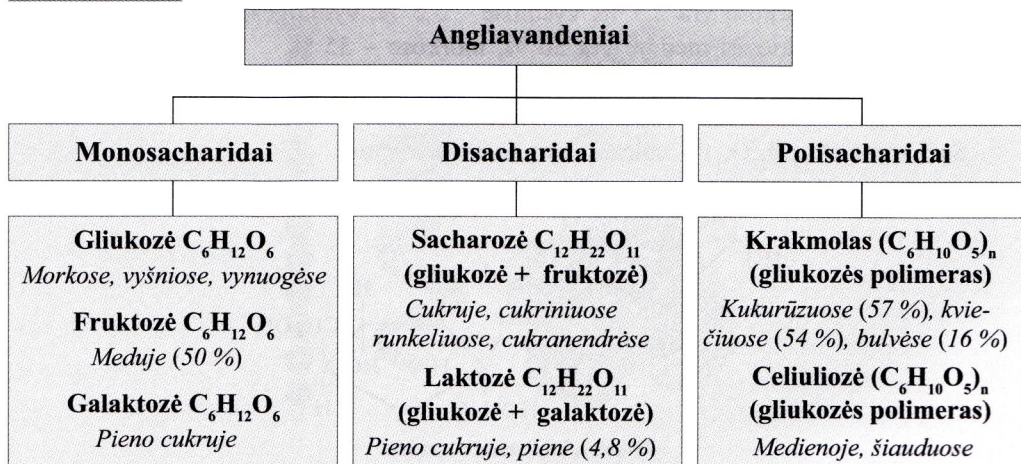 Angliavandeniai
Monosacharidai
Gliukozė C₆H₁₂O₆
Morkose, vyšniose, vynuogėse
Fruktozė C₆H₁₂O₆
Meduje (50 %)
Galaktozė C₆H₁₂O₆
Pieno cukruje
Disacharidai
Sacharozė C₁₂H₂₂O₁₁
(gliukozė + fruktozė)
Cukruje, cukriniuose
runkeliuose, cukranendrėse
Laktozė C₁₂H₂₂O₁₁
(gliukozė + galaktozė)
Pieno cukruje, piene (4,8 %)
Polisacharidai
Krakmolas (C₆H₁₀O₅)ₙ
(gliukozės polimeras)
Kukurūzuose (57 %), kvie-
čiuose (54 %), bulvėse (16 %)
Celiuliozė (C₆H₁₀O₅)ₙ
(gliukozės polimeras)
Medienoje, šiauduose